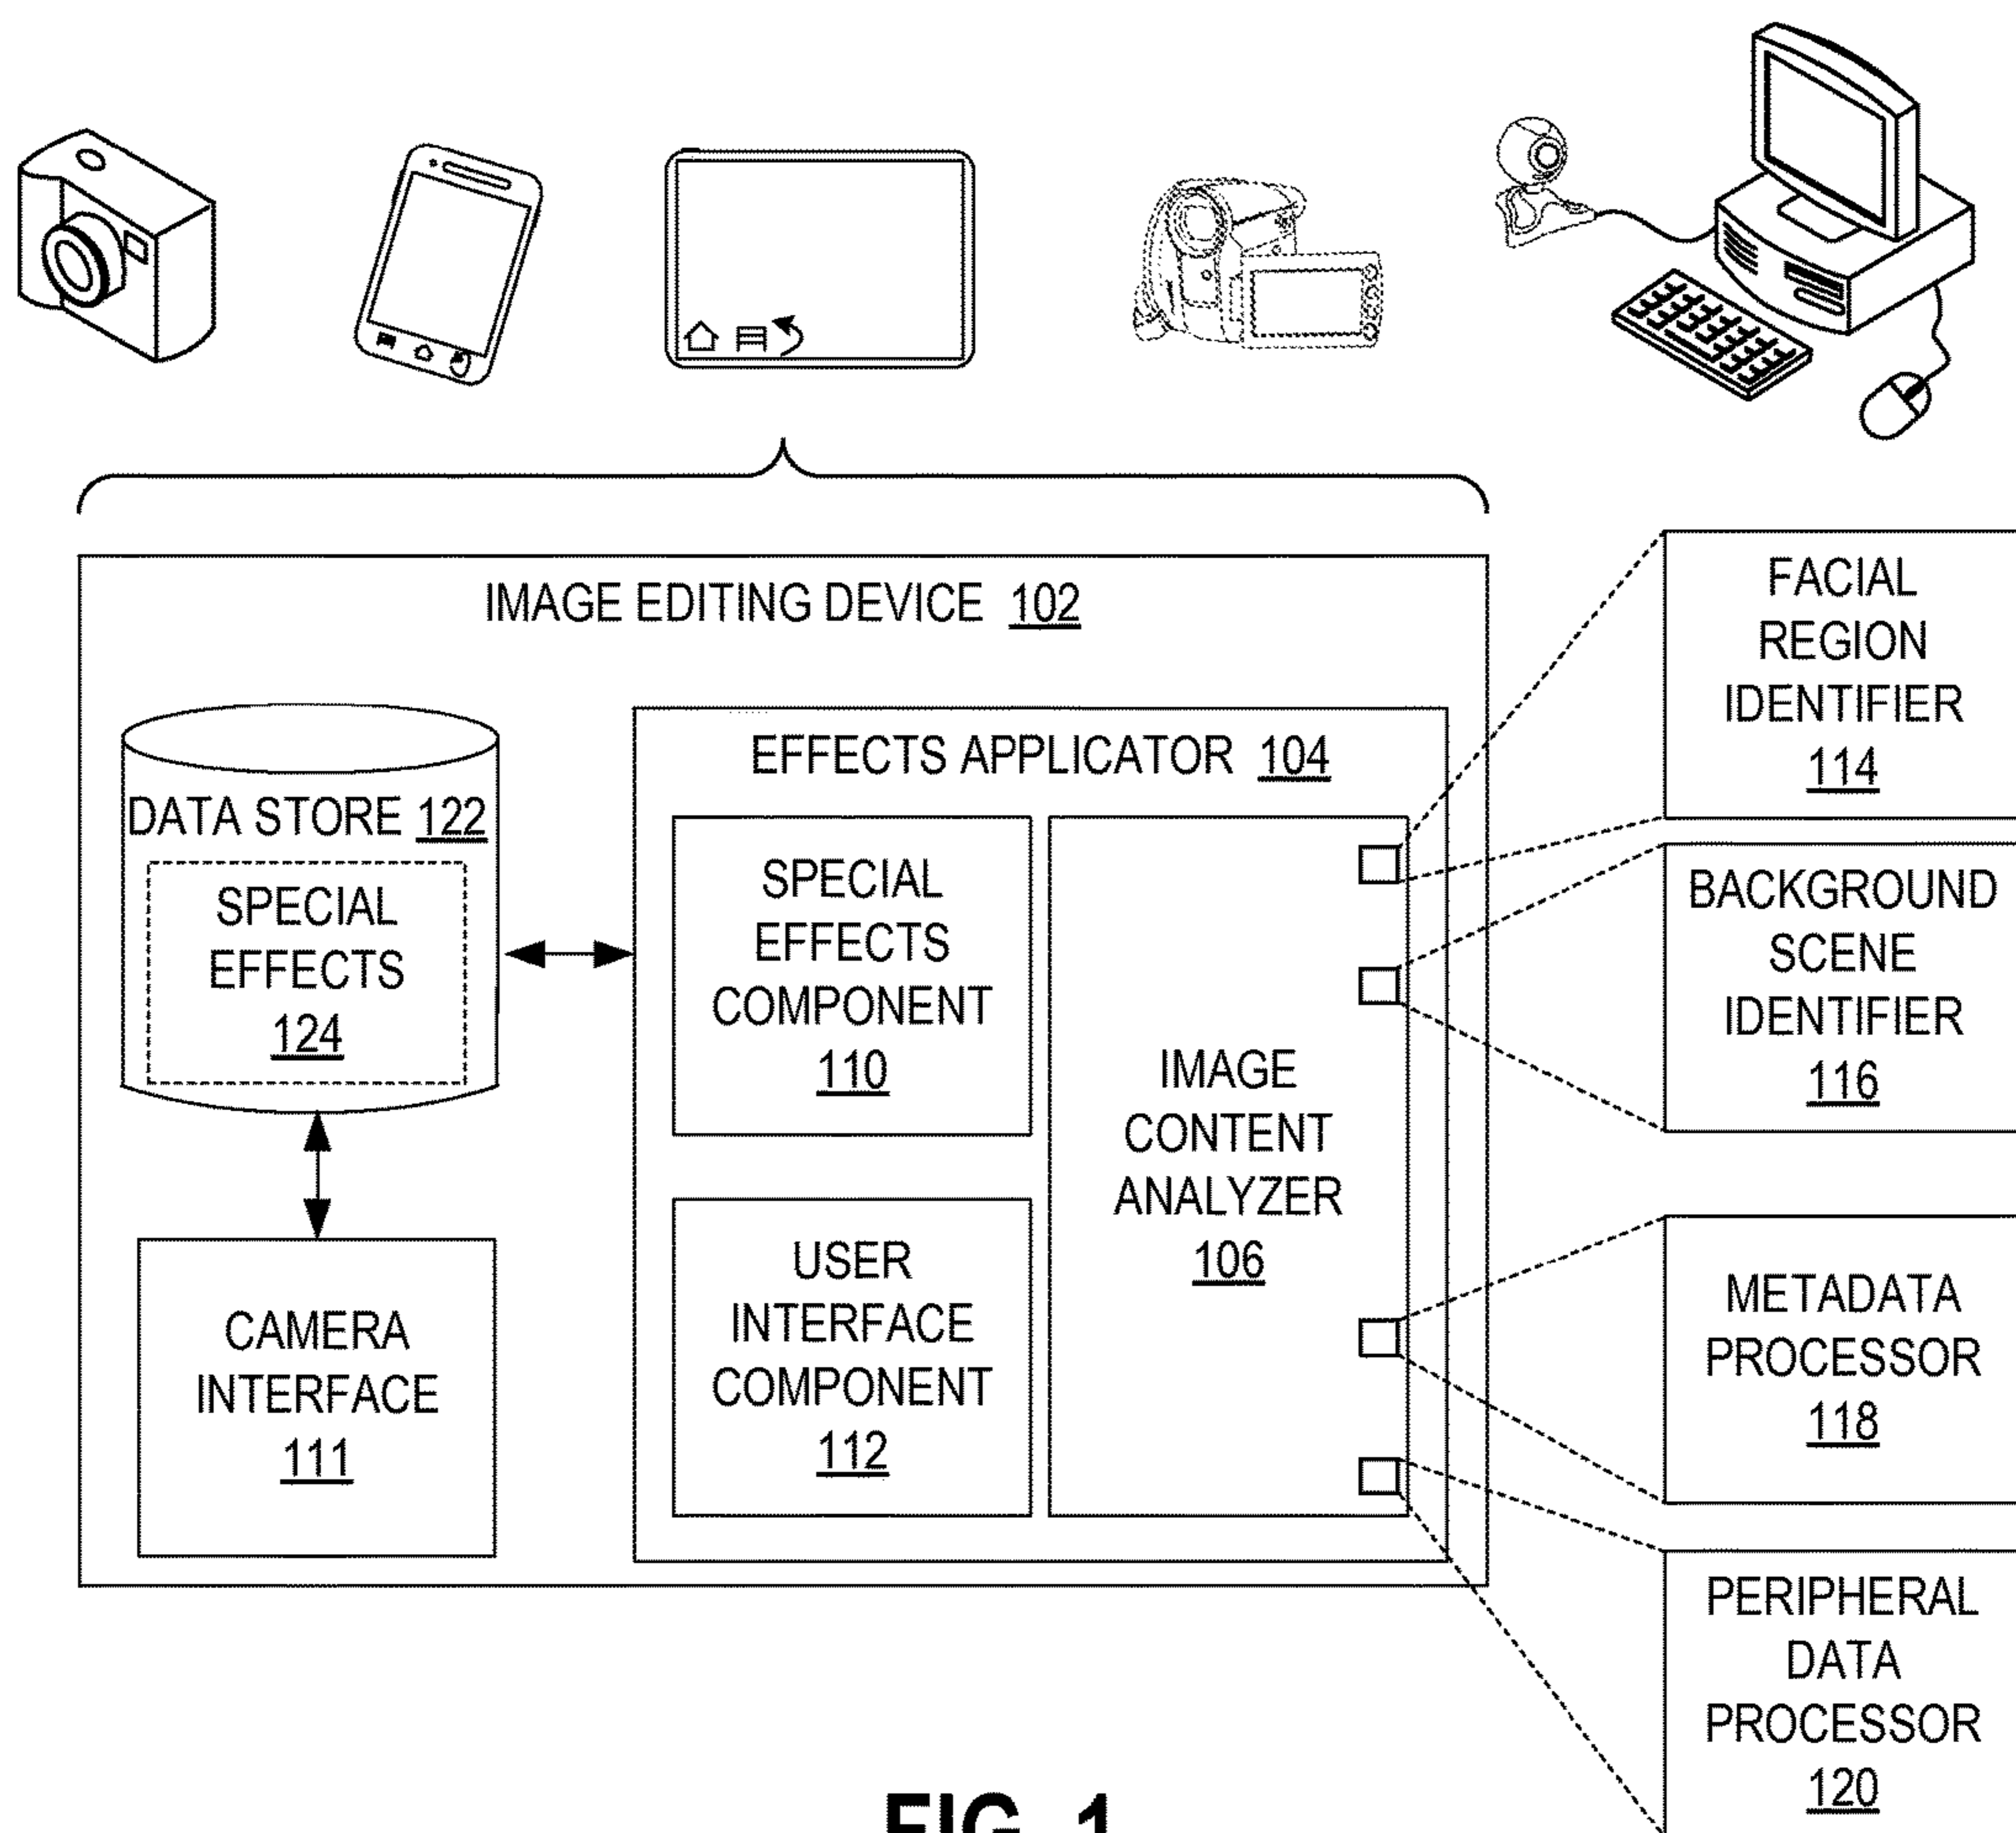 IMAGE EDITING DEVICE 102
DATA STORE 122
SPECIAL
EFFECTS
124
CAMERA
INTERFACE
111
EFFECTS APPLICATOR 104
SPECIAL
EFFECTS
COMPONENT
110
USER
INTERFACE
COMPONENT
112
IMAGE
CONTENT
ANALYZER
106
FACIAL
REGION
IDENTIFIER
114
BACKGROUND
SCENE
IDENTIFIER
116
METADATA
PROCESSOR
118
PERIPHERAL
DATA
PROCESSOR
120
FIG. 1